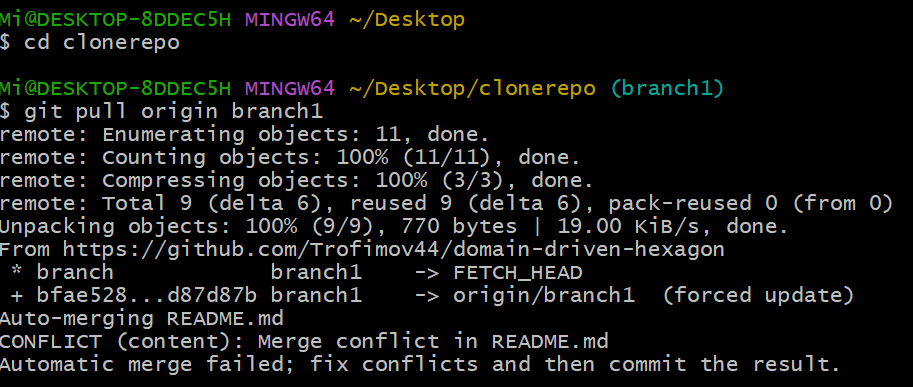 Mi@DESKTOP-8DDEC5H MINGW64 ~/Desktop
$ cd clonerepo
Mi@DESKTOP-8DDEC5H MINGW64 ~/Desktop/clonerepo (branch1)
$ git pull origin branch1
remote: Enumerating objects: 11, done.
remote: Counting objects: 100% (11/11), done.
remote: Compressing objects: 100% (3/3), done.
remote: Total 9 (delta 6), reused 9 (delta 6), pack-reused 0 (from 0)
Unpacking objects: 100% (9/9), 770 bytes | 19.00 KiB/s, done.
From https://github.com/Trofimov44/domain-driven-hexagon
 * branch            branch1    -> FETCH_HEAD
 + bfae528...d87d87b branch1    -> origin/branch1  (forced update)
Auto-merging README.md
CONFLICT (content): Merge conflict in README.md
Automatic merge failed; fix conflicts and then commit the result.